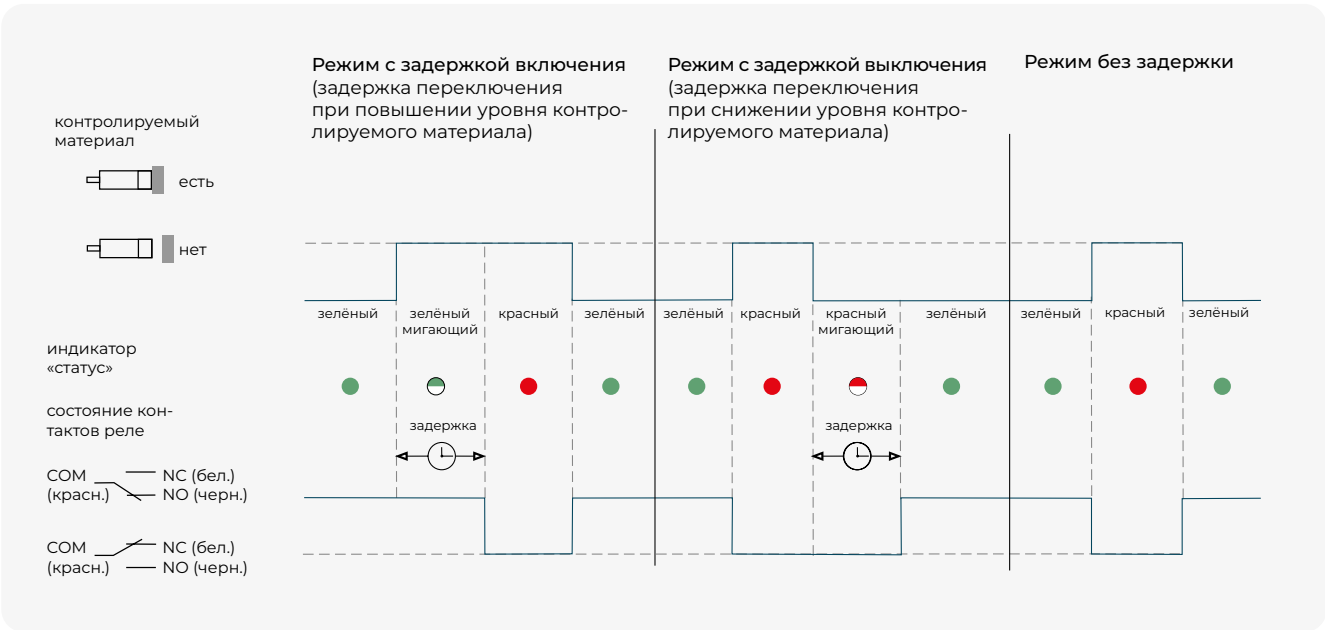 Режим с задержкой включения
(задержка переключения
при повышении уровня контро-
лируемого материала)
Режим с задержкой выключения
(задержка переключения
при снижении уровня контро-
лируемого материала)
Режим без задержки
контролируемый
материал
есть
нет
зелёный
зелёный
мигающий
красный
зелёный
зелёный
красный
красный
мигающий
зелёный
зелёный
красный
зелёный
индикатор
«статус»
состояние кон-
тактов реле
задержка
задержка
COM
(красн.)
NC (бел.)
NO (черн.)
COM
(красн.)
NC (бел.)
NO (черн.)